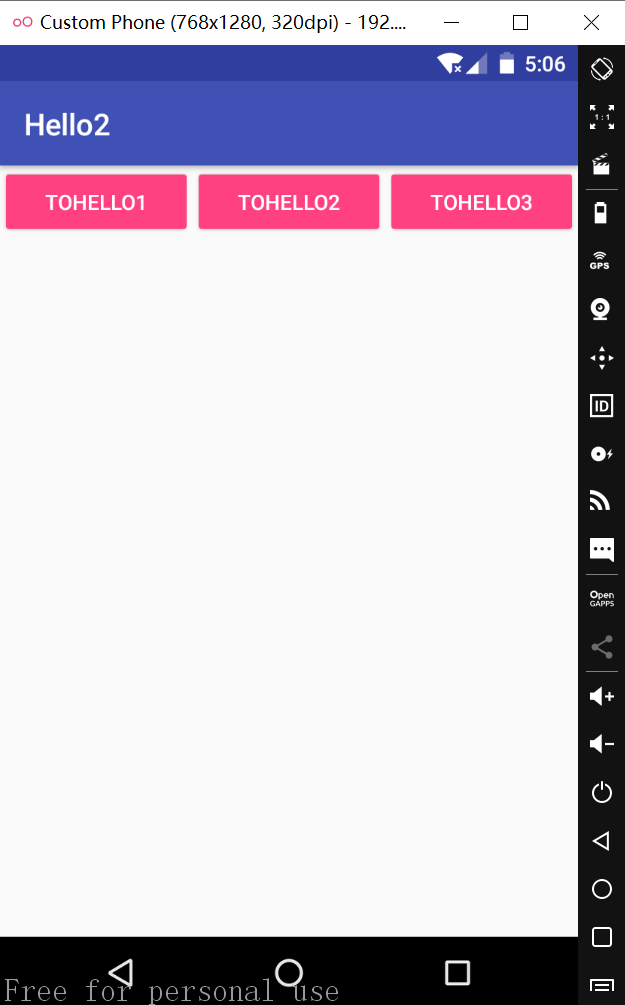 Custom Phone (768x1280, 320dpi) - 192....
5:06
Hello2
TOHELLO1 TOHELLO2 TOHELLO3
1:1
GPS
ID
Open
GAPPS
Free for personal use